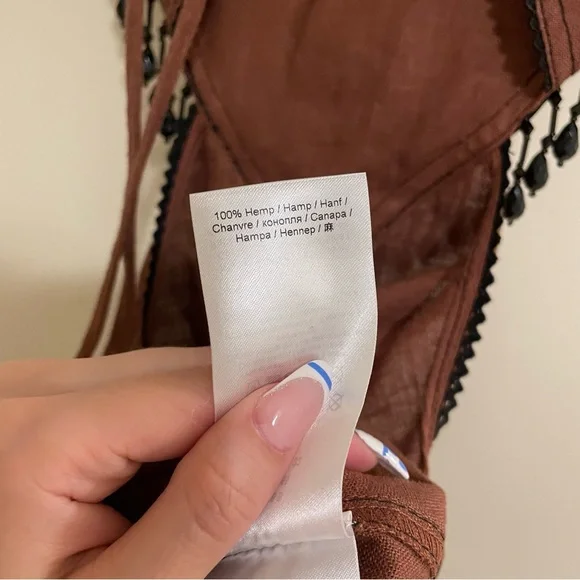 100% Hemp / Hamp / Hanf /
Chanvre / конопля / Canapa /
Hampa / Hennep / 麻